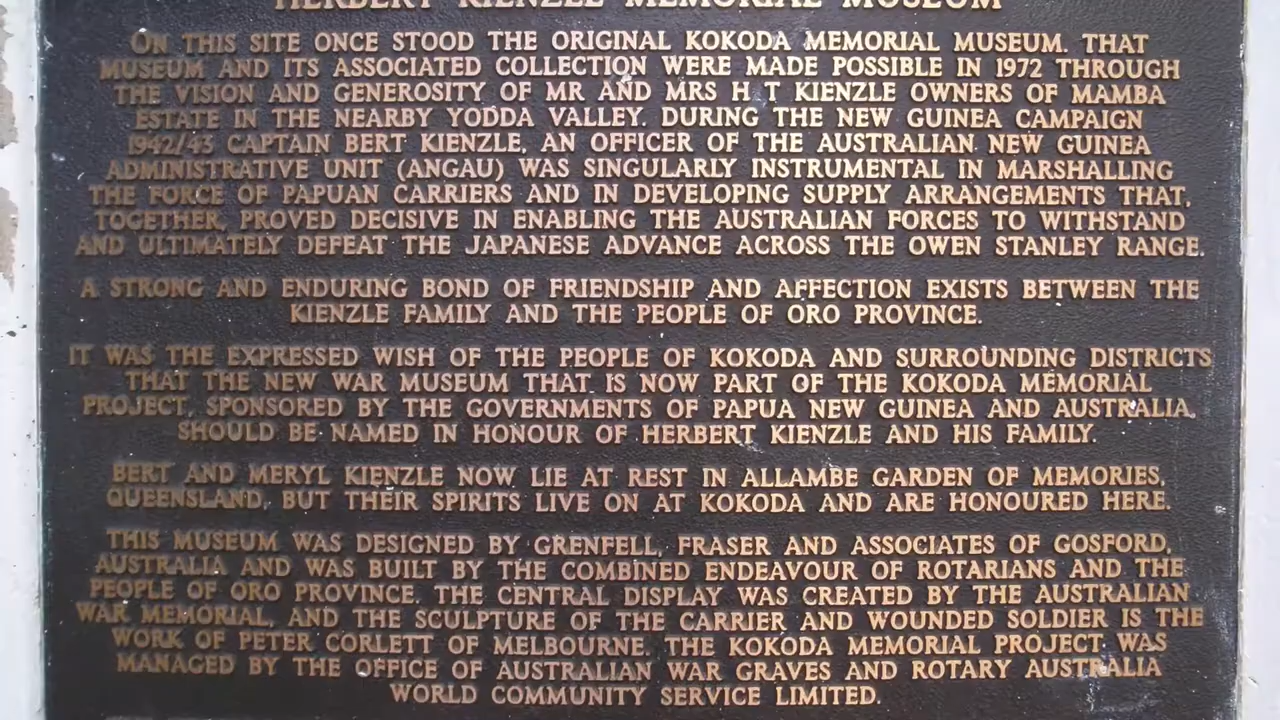 HERBERT KIENZLE MEMORIAL MUSEUM
ON THIS SITE ONCE STOOD THE ORIGINAL KOKODA MEMORIAL MUSEUM. THAT
MUSEUM AND ITS ASSOCIATED COLLECTION WERE MADE POSSIBLE IN 1972 THROUGH
THE VISION AND GENEROSITY OF MR AND MRS H T KIENZLE OWNERS OF MAMBA
ESTATE IN THE NEARBY YODDA VALLEY. DURING THE NEW GUINEA CAMPAIGN
1942/43 CAPTAIN BERT KIENZLE, AN OFFICER OF THE AUSTRALIAN NEW GUINEA
ADMINISTRATIVE UNIT (ANGAU) WAS SINGULARLY INSTRUMENTAL IN MARSHALLING
THE FORCE OF PAPUAN CARRIERS AND IN DEVELOPING SUPPLY ARRANGEMENTS THAT,
TOGETHER, PROVED DECISIVE IN ENABLING THE AUSTRALIAN FORCES TO WITHSTAND
AND ULTIMATELY DEFEAT THE JAPANESE ADVANCE ACROSS THE OWEN STANLEY RANGE.
A STRONG AND ENDURING BOND OF FRIENDSHIP AND AFFECTION EXISTS BETWEEN THE
KIENZLE FAMILY AND THE PEOPLE OF ORO PROVINCE.
IT WAS THE EXPRESSED WISH OF THE PEOPLE OF KOKODA AND SURROUNDING DISTRICTS
THAT THE NEW WAR MUSEUM THAT IS NOW PART OF THE KOKODA MEMORIAL
PROJECT, SPONSORED BY THE GOVERNMENTS OF PAPUA NEW GUINEA AND AUSTRALIA,
SHOULD BE NAMED IN HONOUR OF HERBERT KIENZLE AND HIS FAMILY.
BERT AND MERYL KIENZLE NOW LIE AT REST IN ALLAMBE GARDEN OF MEMORIES,
QUEENSLAND, BUT THEIR SPIRITS LIVE ON AT KOKODA AND ARE HONOURED HERE.
THIS MUSEUM WAS DESIGNED BY GRENFELL, FRASER AND ASSOCIATES OF GOSFORD,
AUSTRALIA AND WAS BUILT BY THE COMBINED ENDEAVOUR OF ROTARIANS AND THE
PEOPLE OF ORO PROVINCE. THE CENTRAL DISPLAY WAS CREATED BY THE AUSTRALIAN
WAR MEMORIAL, AND THE SCULPTURE OF THE CARRIER AND WOUNDED SOLDIER IS THE
WORK OF PETER CORLETT OF MELBOURNE. THE KOKODA MEMORIAL PROJECT WAS
MANAGED BY THE OFFICE OF AUSTRALIAN WAR GRAVES AND ROTARY AUSTRALIA
WORLD COMMUNITY SERVICE LIMITED.